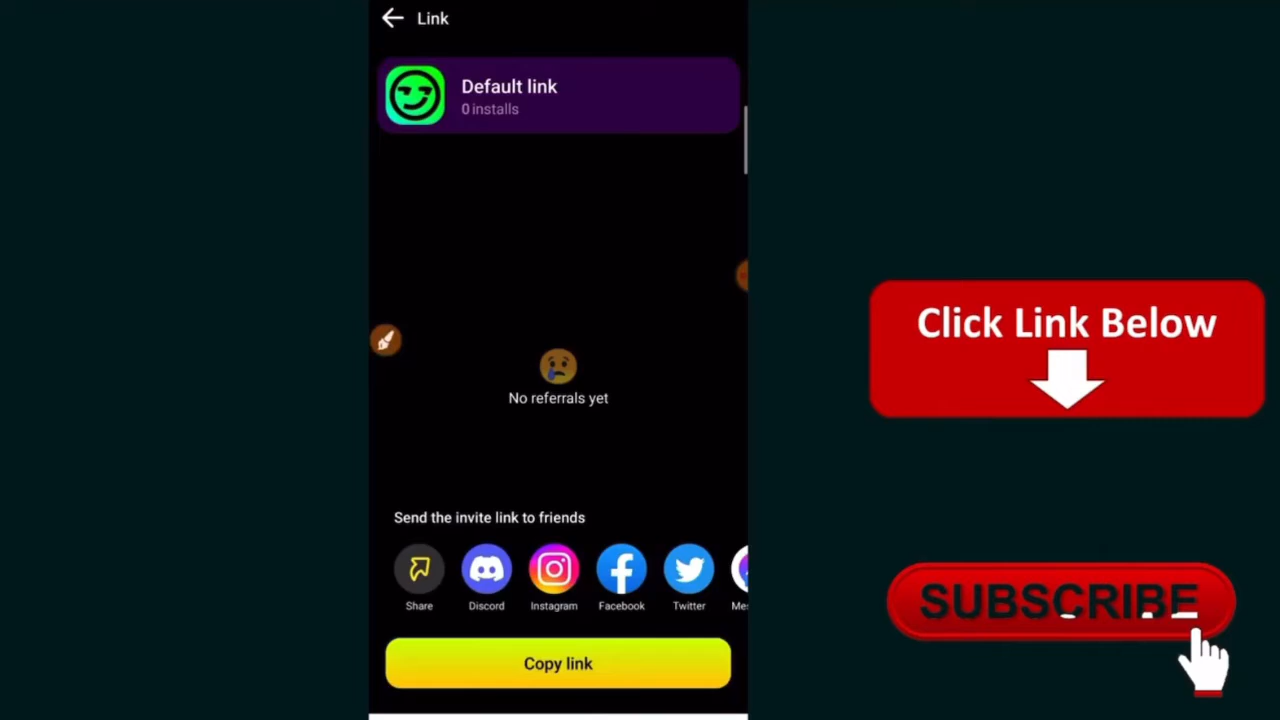 Link
Default link
0 installs
No referrals yet
Send the invite link to friends
Share
Discord
Instagram
Facebook
Twitter
Copy link
Click Link Below
SUBSCRIBE